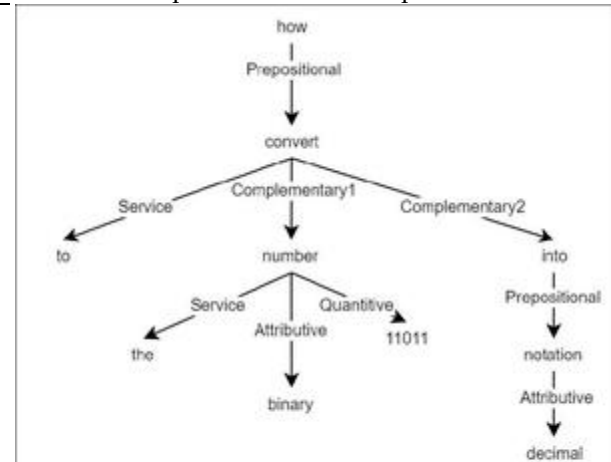 how
Prepositional
convert
Service Complementary1 Complementary2
to number into
Service Attributive Quantitive Prepositional
the 11011 notation
binary Attributive
decimal